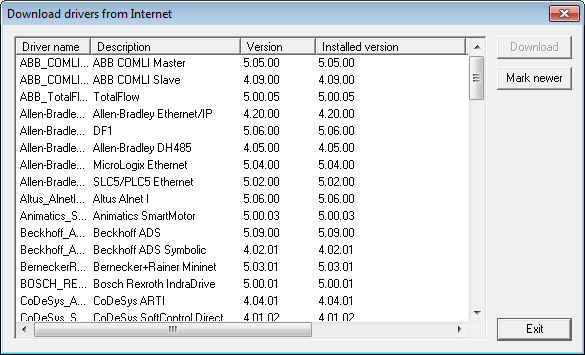 Download drivers from Internet
Driver name Description Version Installed version
ABB_COMLI... ABB COMLI Master 5.05.00 5.05.00
ABB_COMLI... ABB COMLI Slave 4.09.00 4.09.00
ABB_TotalFl... TotalFlow 5.00.05 5.00.05
Allen-Bradle... Allen-Bradley Ethernet/IP 4.20.00 4.20.00
Allen-Bradle... DF1 5.06.00 5.06.00
Allen-Bradle... Allen-Bradley DH485 4.05.00 4.05.00
Allen-Bradle... MicroLogix Ethernet 5.04.00 5.04.00
Allen-Bradle... SLC5/PLC5 Ethernet 5.02.00 5.02.00
Altus_Alnetl... Altus Alnet I 5.06.00 5.06.00
Animatics_S... Animatics SmartMotor 5.00.03 5.00.03
Beckhoff_A... Beckhoff ADS 5.09.00 5.09.00
Beckhoff_A... Beckhoff ADS Symbolic 4.02.01 4.02.01
BerneckerR... Bernecker+Rainer Mininet 5.03.01 5.03.01
BOSCH_RE... Bosch Rexroth IndraDrive 5.00.01 5.00.01
CoDeSys_A... CoDeSys ARTI 4.04.01 4.04.01
CoDeSys_S... CoDeSys SoftControl Direct 4.01.02 4.01.02
Download
Mark newer
Exit